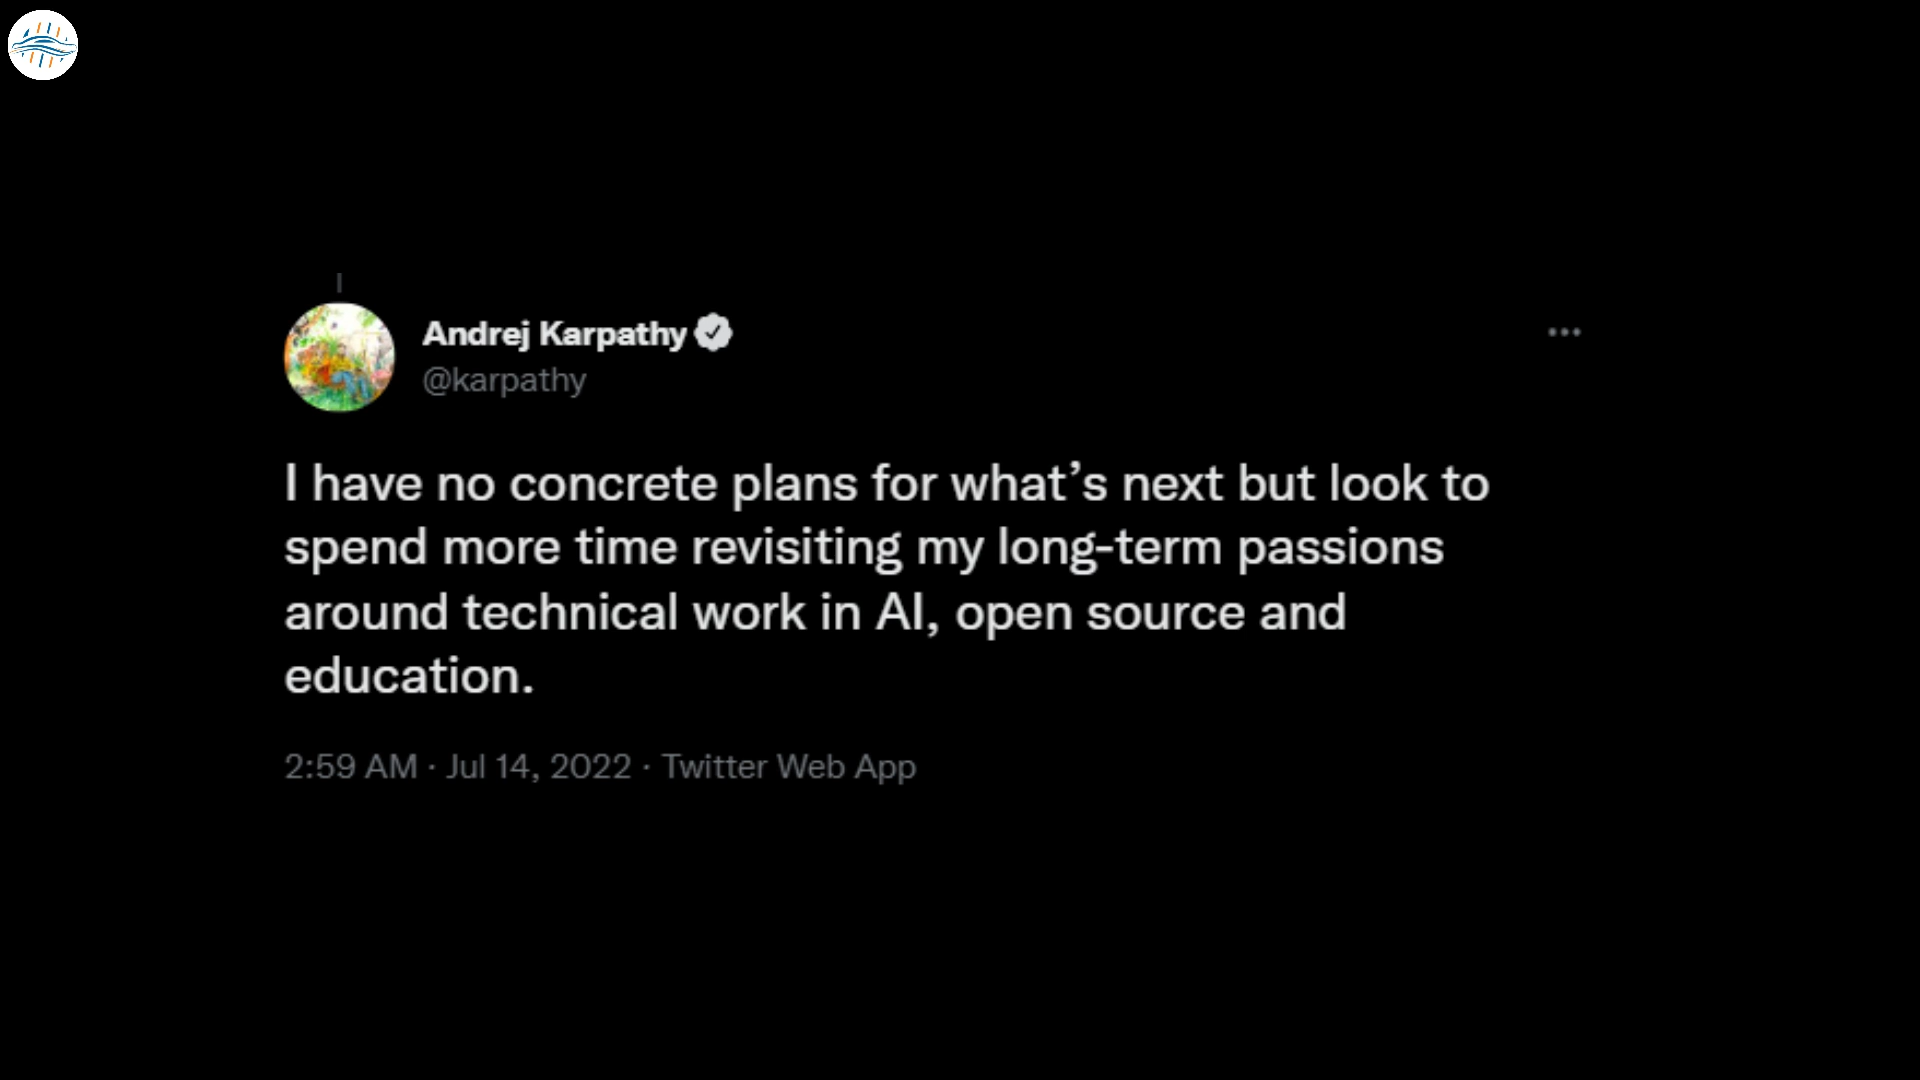 Andrej Karpathy
@karpathy
I have no concrete plans for what’s next but look to
spend more time revisiting my long-term passions
around technical work in AI, open source and
education.
2:59 AM · Jul 14, 2022 · Twitter Web App